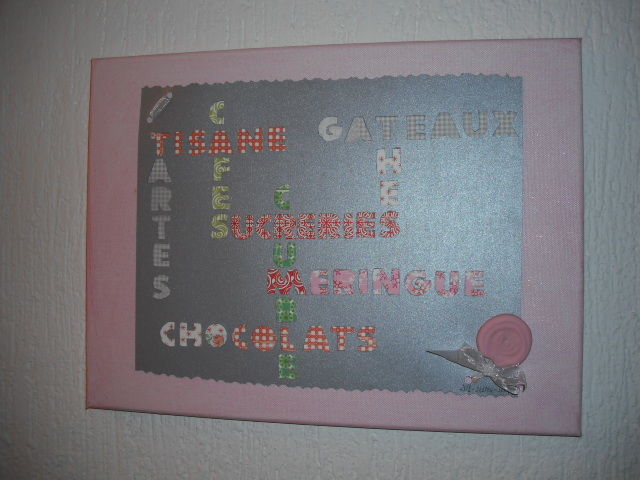 TISANE
GATEAUX
TARTES
CAFES
THES
SUCRERIES
CRUMBLE
MERINGUE
CHOCOLATS